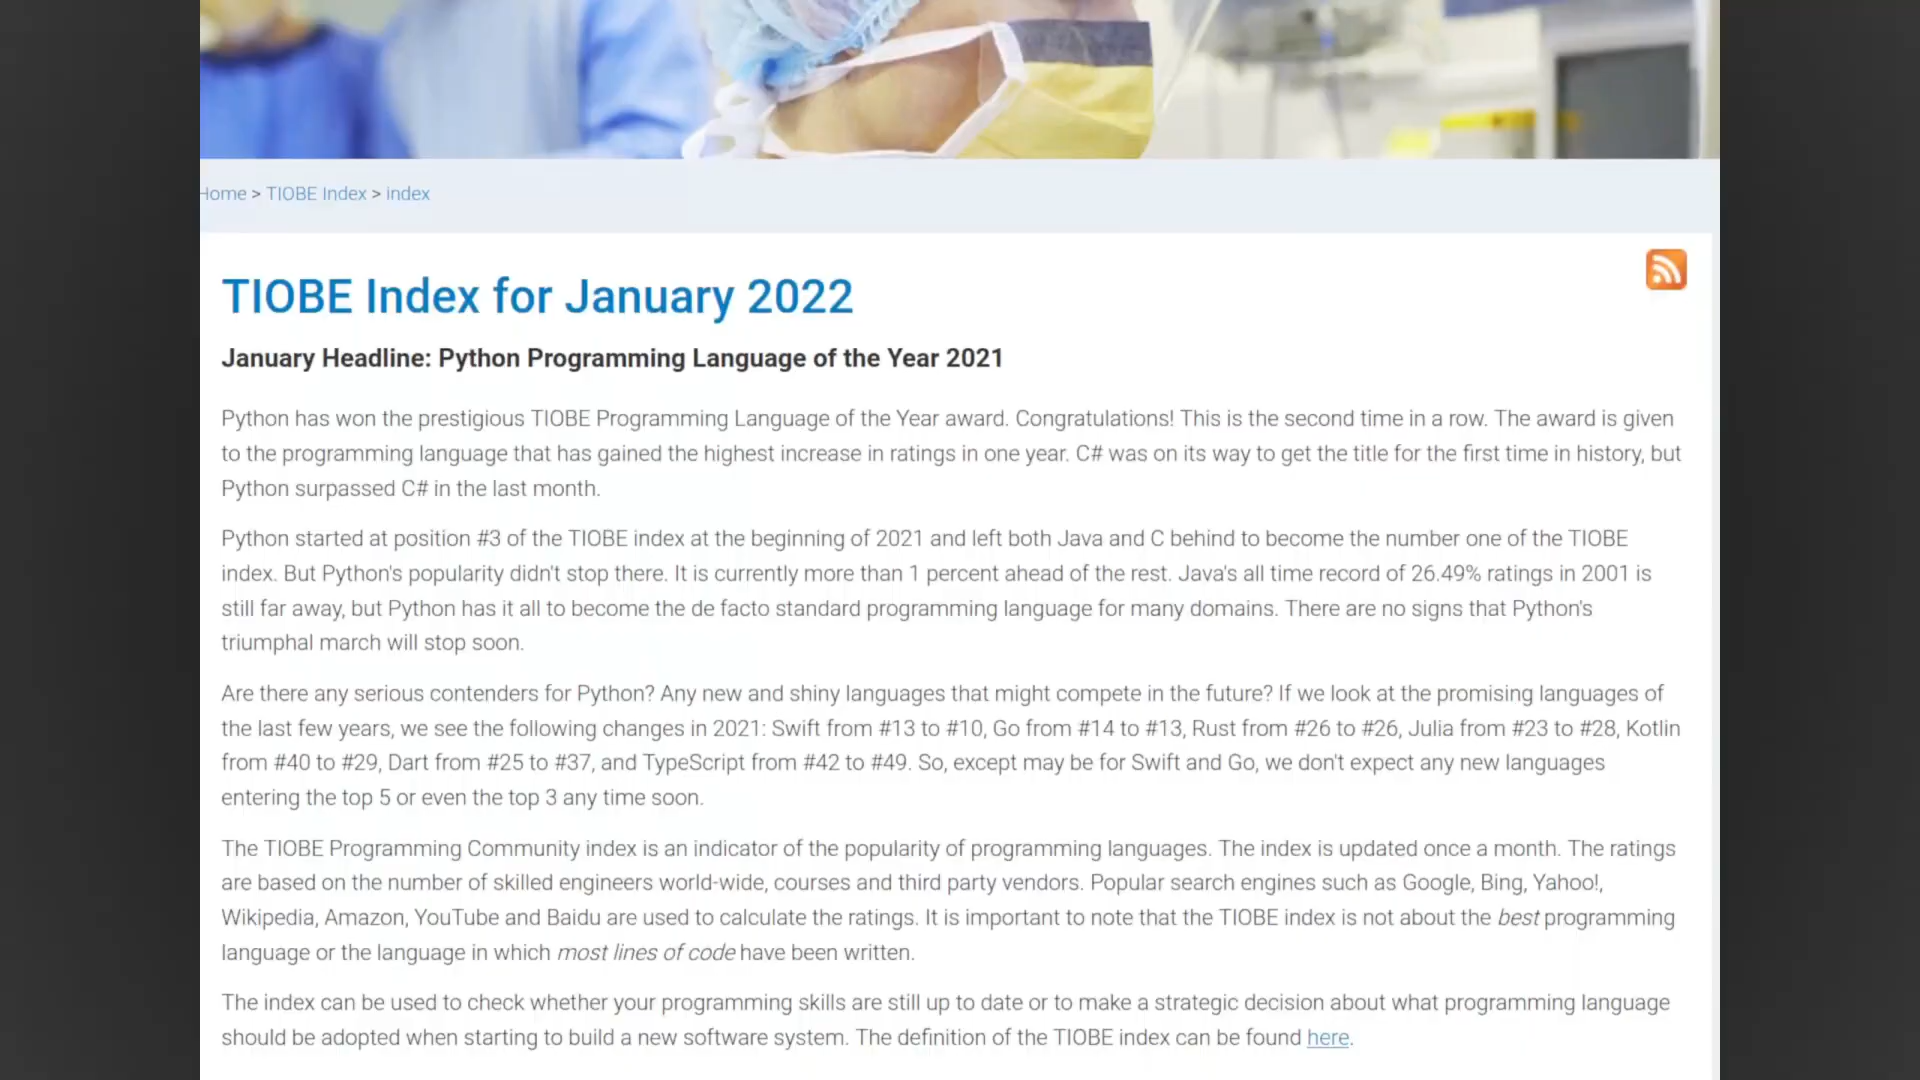 Home > TIOBE Index > index
TIOBE Index for January 2022
January Headline: Python Programming Language of the Year 2021
Python has won the prestigious TIOBE Programming Language of the Year award. Congratulations! This is the second time in a row. The award is given
to the programming language that has gained the highest increase in ratings in one year. C# was on its way to get the title for the first time in history, but
Python surpassed C# in the last month.
Python started at position #3 of the TIOBE index at the beginning of 2021 and left both Java and C behind to become the number one of the TIOBE
index. But Python's popularity didn't stop there. It is currently more than 1 percent ahead of the rest. Java's all time record of 26.49% ratings in 2001 is
still far away, but Python has it all to become the de facto standard programming language for many domains. There are no signs that Python's
triumphal march will stop soon.
Are there any serious contenders for Python? Any new and shiny languages that might compete in the future? If we look at the promising languages of
the last few years, we see the following changes in 2021: Swift from #13 to #10, Go from #14 to #13, Rust from #26 to #26, Julia from #23 to #28, Kotlin
from #40 to #29, Dart from #25 to #37, and TypeScript from #42 to #49. So, except may be for Swift and Go, we don't expect any new languages
entering the top 5 or even the top 3 any time soon.
The TIOBE Programming Community index is an indicator of the popularity of programming languages. The index is updated once a month. The ratings
are based on the number of skilled engineers world-wide, courses and third party vendors. Popular search engines such as Google, Bing, Yahoo!,
Wikipedia, Amazon, YouTube and Baidu are used to calculate the ratings. It is important to note that the TIOBE index is not about the best programming
language or the language in which most lines of code have been written.
The index can be used to check whether your programming skills are still up to date or to make a strategic decision about what programming language
should be adopted when starting to build a new software system. The definition of the TIOBE index can be found here.